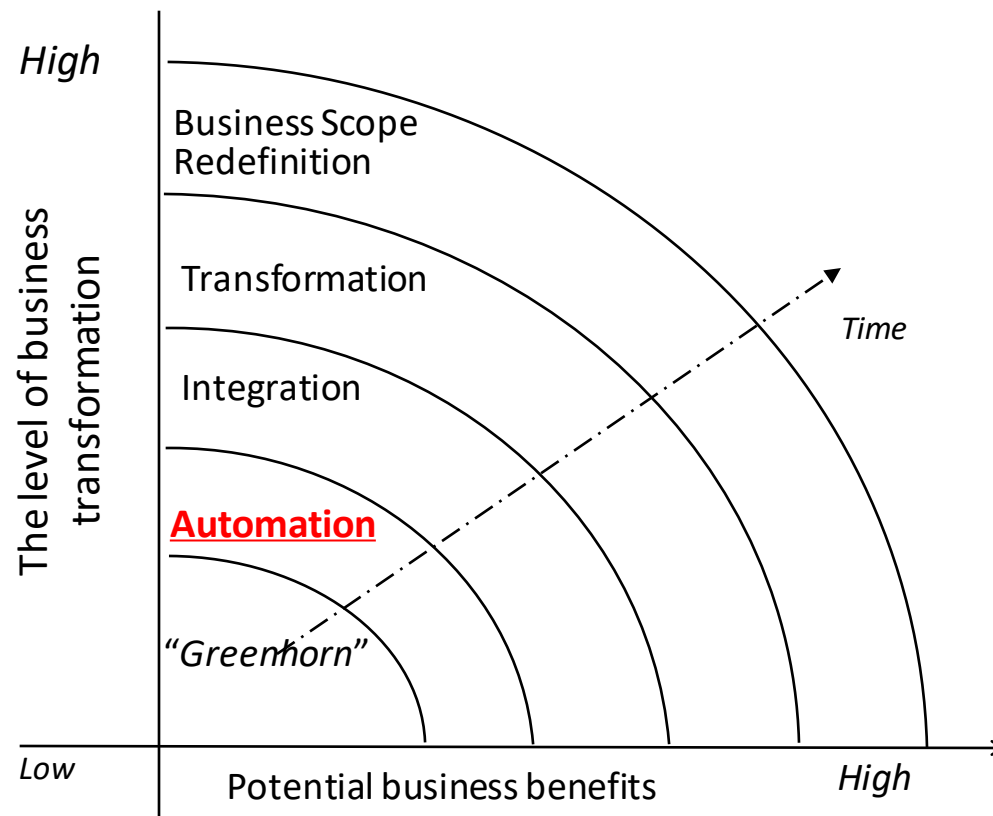 High
Business Scope
Redefinition
The level of business
transformation
Transformation
Time
Integration
Automation
“Greenhorn”
Low
Potential business benefits
High